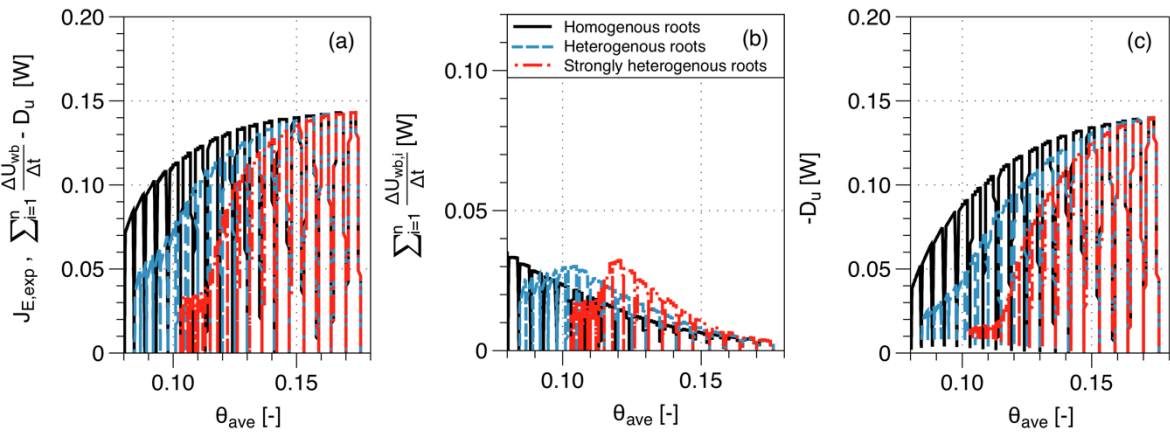 0.20
0.15
0.10
0.05
0
J_E,exp , ∑ⁿ_i=1 ΔU_wb/Δt - D_u [W]
(a)
0.10 0.15
θ_ave [-]
Homogenous roots
Heterogenous roots
Strongly heterogenous roots
(b)
0.10
0.05
0
∑ⁿ_i=1 ΔU_wb,i/Δt [W]
0.10 0.15
θ_ave [-]
0.20
0.15
0.10
0.05
0
-D_u [W]
(c)
0.10 0.15
θ_ave [-]